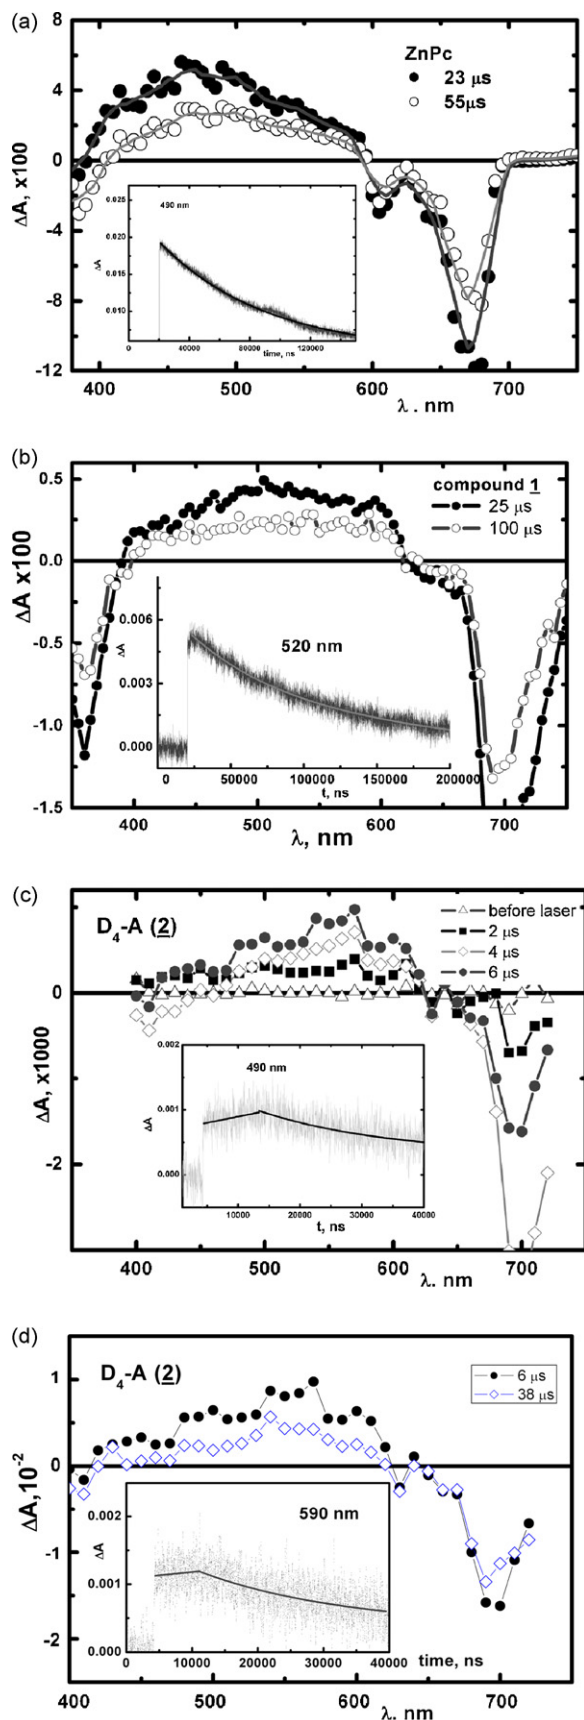 (a)
ZnPc
23 μs
55μs
ΔA, x100
8
4
0
-4
-8
-12
0.025
490 nm
0.020
0.015
0.010
ΔA
40000 80000 120000
time, ns
400 500 600 700
λ . nm
(b)
compound 1
25 μs
100 μs
ΔA x100
0.5
0.0
-0.5
-1.0
-1.5
0.006
0.003
0.000
ΔA
520 nm
0 50000 100000 150000 200000
t, ns
400 500 600 700
λ, nm
(c)
D4-A (2)
before laser
2 μs
4 μs
6 μs
ΔA, x1000
0
-2
0.002
490 nm
0.001
0.000
ΔA
10000 20000 30000 40000
t, ns
400 500 600 700
λ. nm
(d)
D4-A (2)
6 μs
38 μs
ΔA,10-2
1
0
-1
-2
0.002
590 nm
0.001
0.000
ΔA
0 10000 20000 30000 40000
time, ns
400 500 600 700
λ. nm